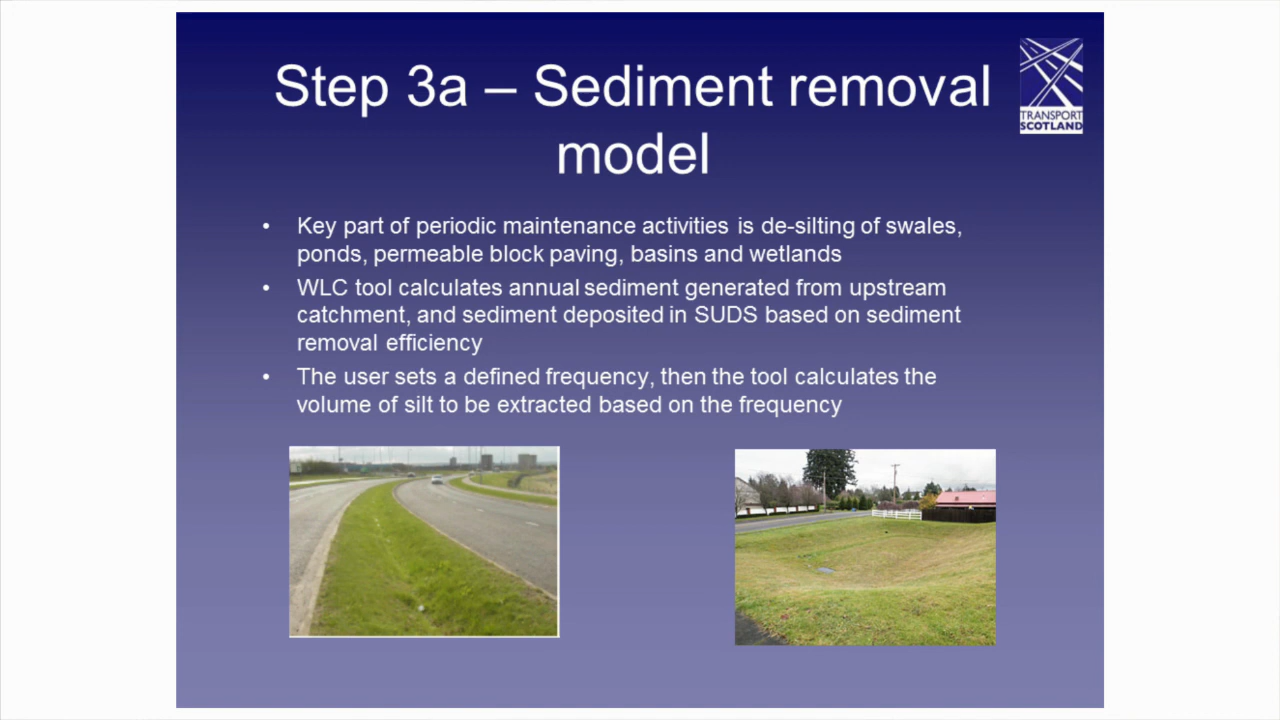 Step 3a – Sediment removal
model
TRANSPORT
SCOTLAND
• Key part of periodic maintenance activities is de-silting of swales,
ponds, permeable block paving, basins and wetlands
• WLC tool calculates annual sediment generated from upstream
catchment, and sediment deposited in SUDS based on sediment
removal efficiency
• The user sets a defined frequency, then the tool calculates the
volume of silt to be extracted based on the frequency